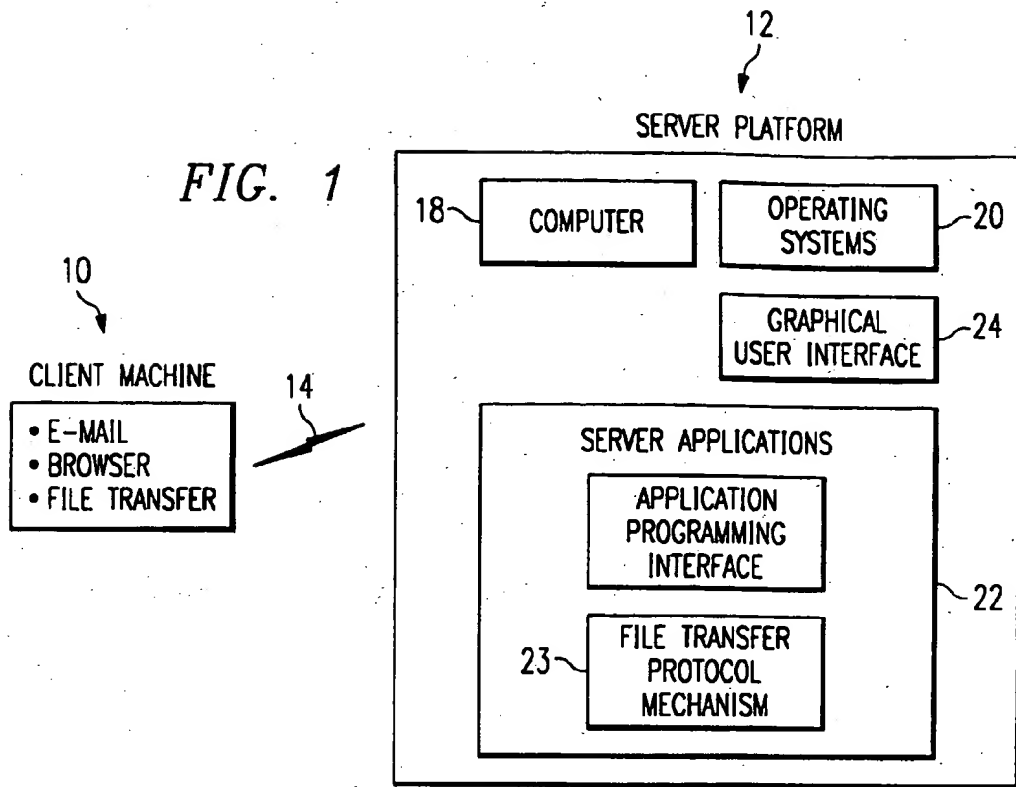 12
SERVER PLATFORM
FIG. 1
18
COMPUTER
OPERATING
SYSTEMS
20
10
GRAPHICAL
USER INTERFACE
24
CLIENT MACHINE
14
• E-MAIL
• BROWSER
• FILE TRANSFER
SERVER APPLICATIONS
APPLICATION
PROGRAMMING
INTERFACE
22
23
FILE TRANSFER
PROTOCOL
MECHANISM